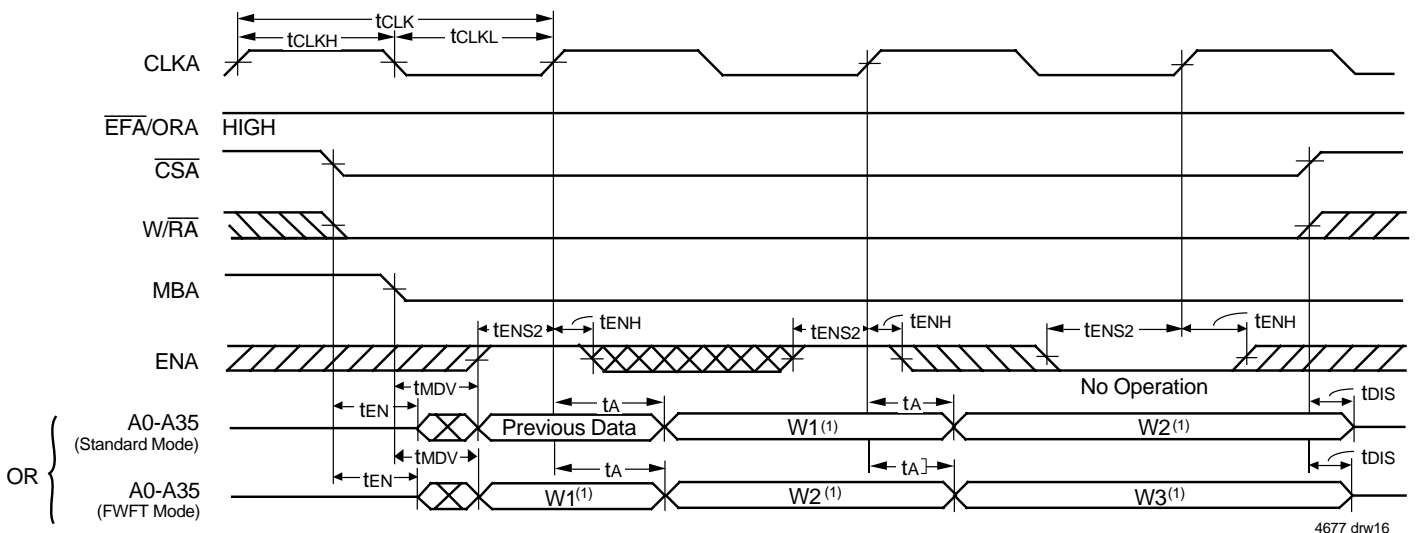 tCLK
tCLKH tCLKL
CLKA
EFA/ORA HIGH
CSA
W/RA
MBA
tENS2 tENH tENS2 tENH tENS2 tENH
ENA
No Operation
tMDV
tEN tA tA tDIS
A0-A35 Previous Data W1(1) W2(1)
(Standard Mode)
OR
tMDV
tEN tA tA tDIS
A0-A35 W1(1) W2(1) W3(1)
(FWFT Mode)
4677 drw16